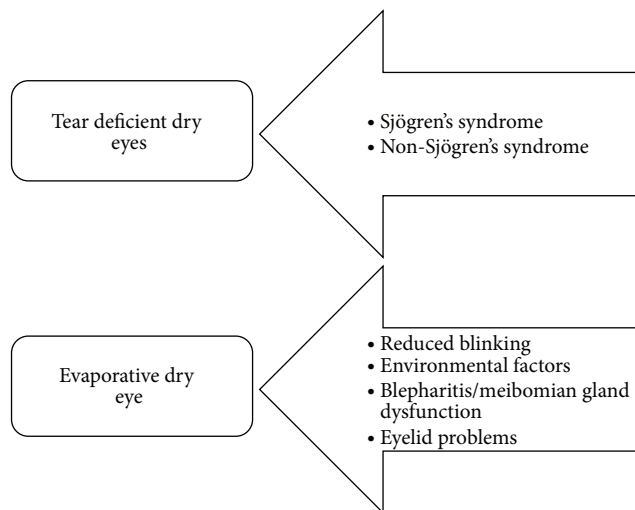 Tear deficient dry
eyes
• Sjögren's syndrome
• Non-Sjögren's syndrome
Evaporative dry
eye
• Reduced blinking
• Environmental factors
• Blepharitis/meibomian gland
dysfunction
• Eyelid problems